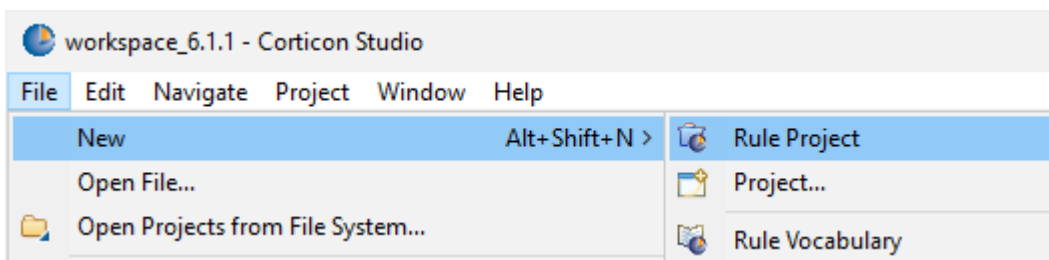 workspace_6.1.1 - Corticon Studio
File Edit Navigate Project Window Help
New Alt+Shift+N > Rule Project
Open File... Project...
Open Projects from File System... Rule Vocabulary